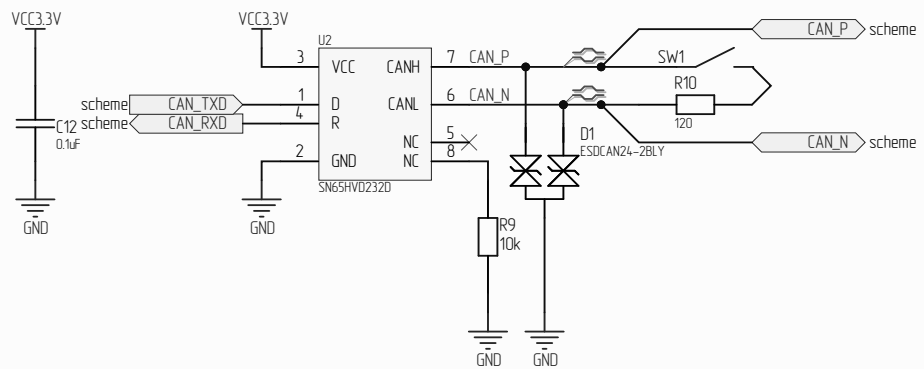 VCC3.3V
VCC3.3V
CAN_P
scheme
U2
3
VCC
CANH
7
CAN_P
SW1
scheme
CAN_TXD
1
D
CANL
6
CAN_N
R10
120
scheme
CAN_RXD
4
R
C12
0.1uF
NC
5
D1
ESDCAN24-2BLY
CAN_N
scheme
2
GND
NC
8
SN65HVD232D
GND
GND
R9
10k
GND
GND